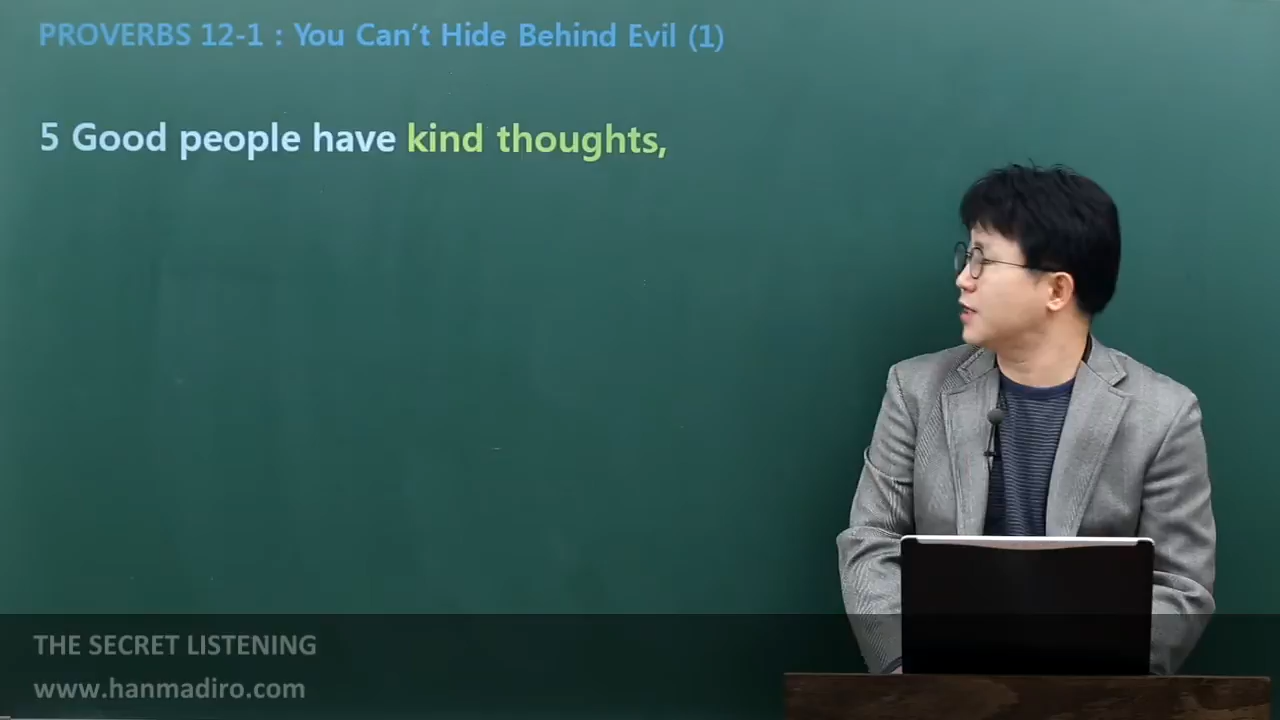 PROVERBS 12-1 : You Can't Hide Behind Evil (1)
5 Good people have kind thoughts,
THE SECRET LISTENING
www.hanmadiro.com